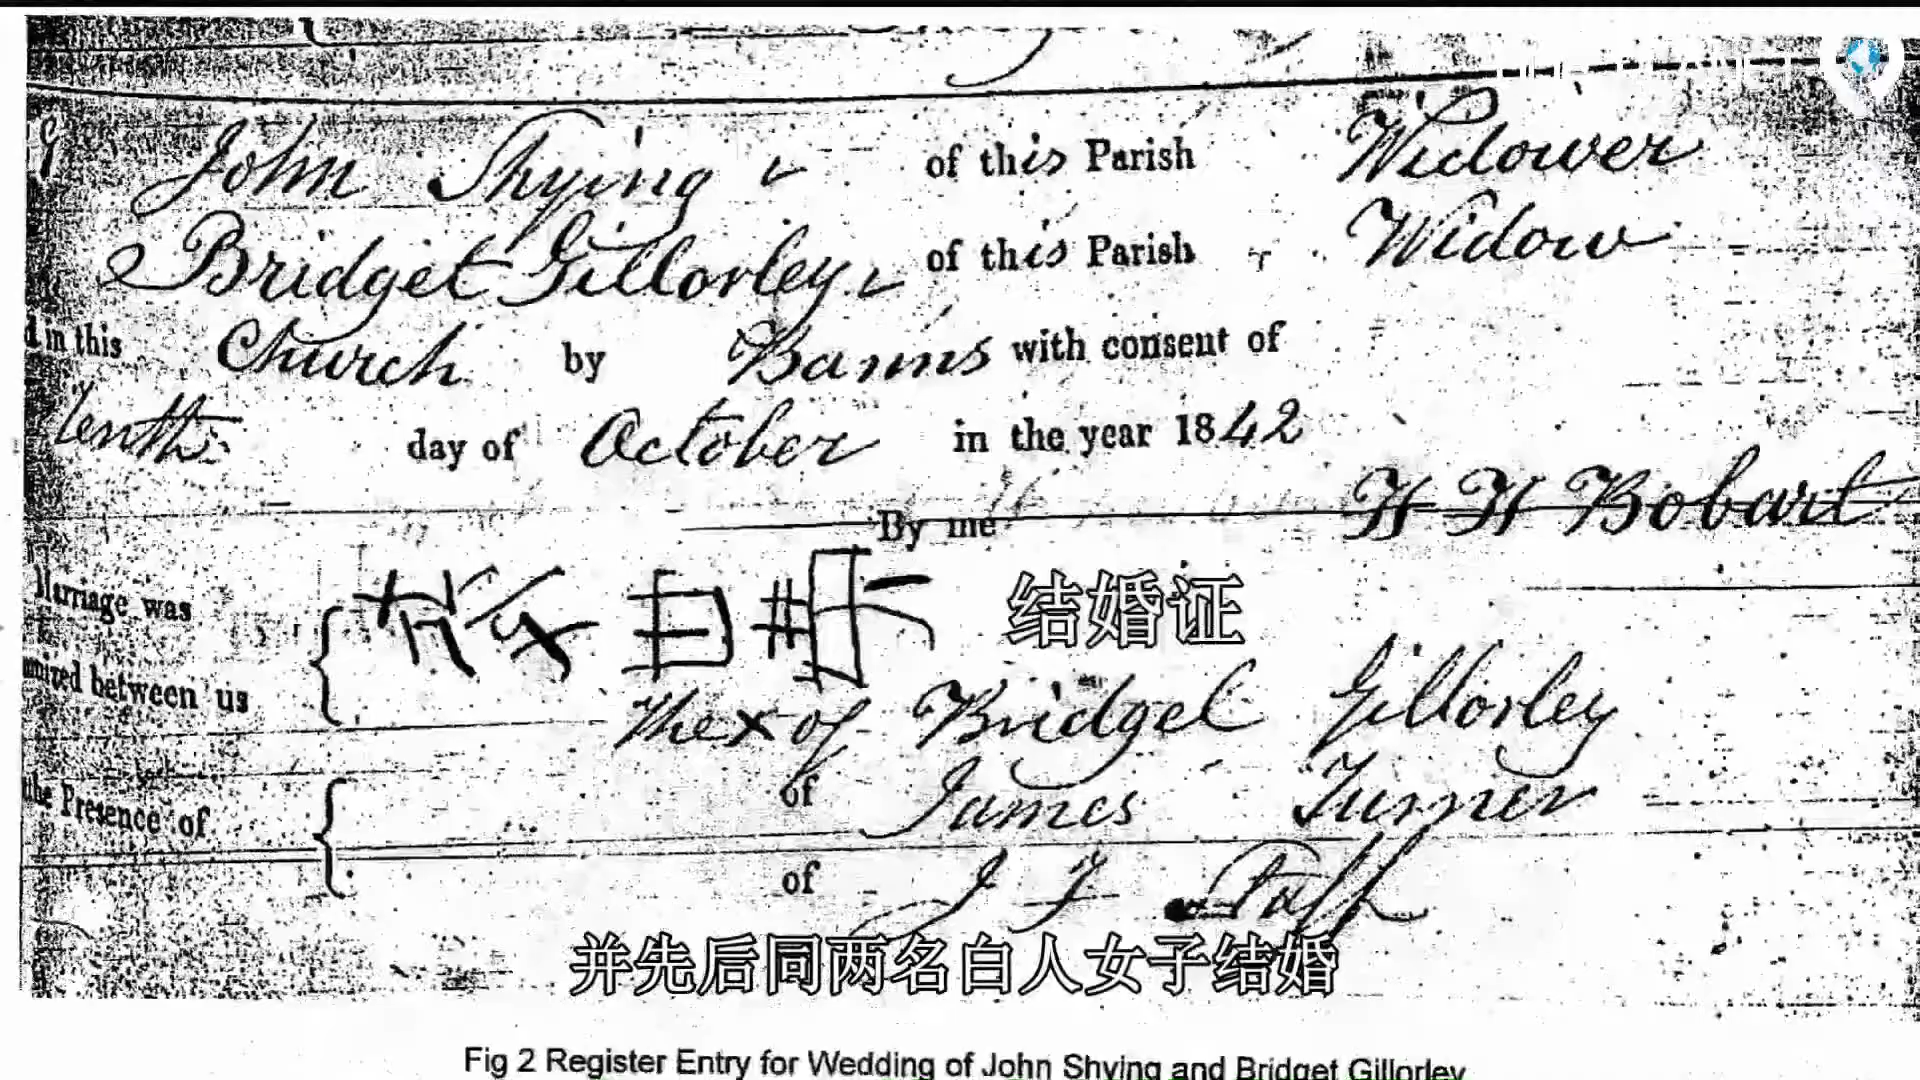 John Shying of this Parish Widower
& Bridget Gillorley of this Parish Widow
d in this Church by Banns with consent of
tenth day of October in the year 1842
By me H H Bobart
Marriage was
结婚证
between us
The X of Bridget Gillorley
the Presence of
of James Turner
of J J
并先后同两名白人女子结婚
Fig 2 Register Entry for Wedding of John Shying and Bridget Gillorley